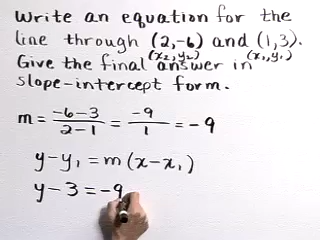 Write an equation for the
line through (2,-6) and (1,3).
(x₂,y₂) (x₁,y₁)
Give the final answer in
slope-intercept form.
m = -6-3/2-1 = -9/1 = -9
y-y₁ = m(x-x₁)
y-3 = -9